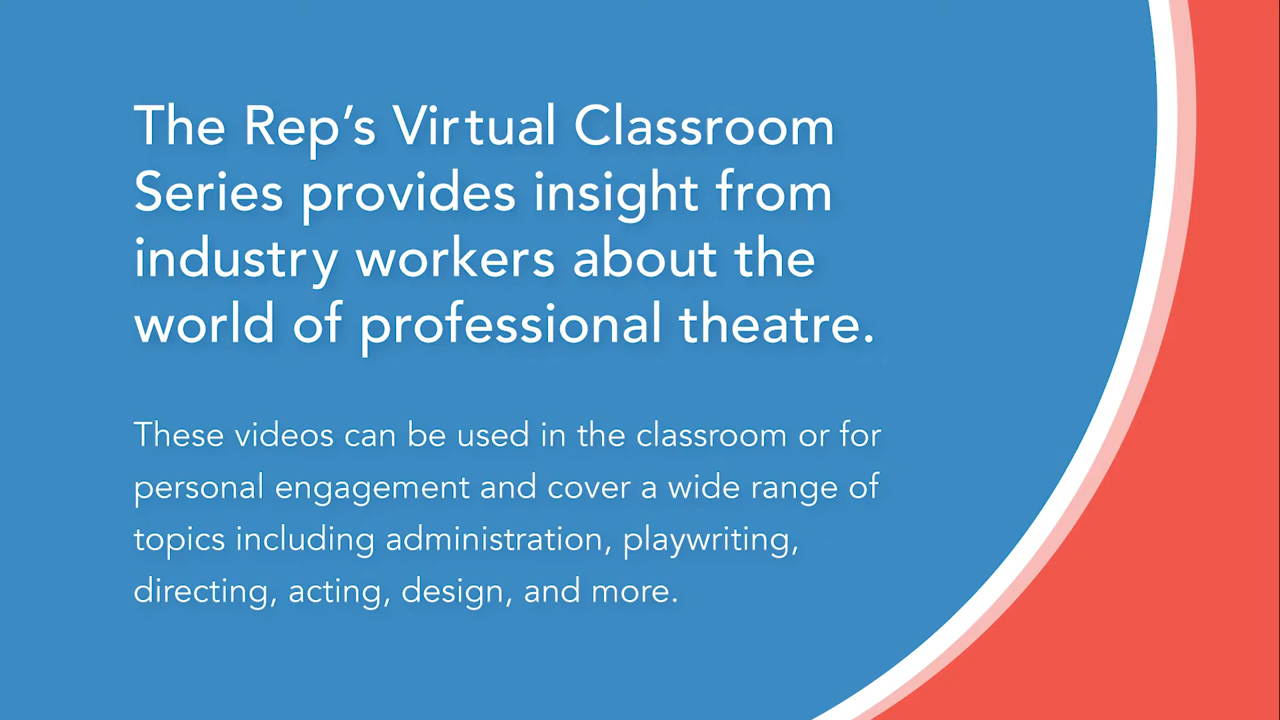 The Rep’s Virtual Classroom
Series provides insight from
industry workers about the
world of professional theatre.
These videos can be used in the classroom or for
personal engagement and cover a wide range of
topics including administration, playwriting,
directing, acting, design, and more.